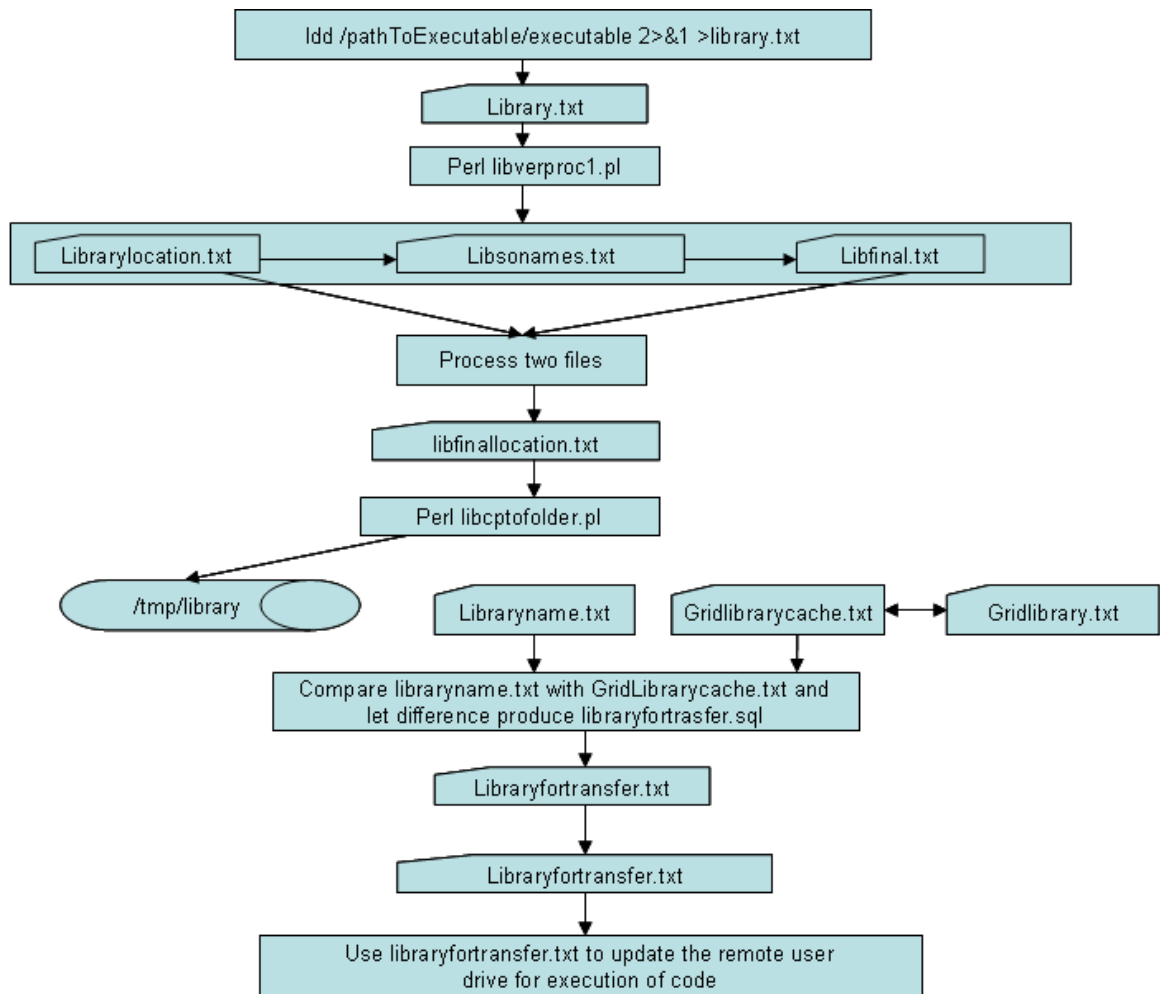 ldd /pathToExecutable/executable 2>&1 >library.txt
Library.txt
Perl libverproc1.pl
Librarylocation.txt
Libsonames.txt
Libfinal.txt
Process two files
libfinallocation.txt
Perl libcptofolder.pl
/tmp/library
Libraryname.txt
Gridlibrarycache.txt
Gridlibrary.txt
Compare libraryname.txt with GridLibrarycache.txt and
let difference produce libraryfortrasfer.sql
Libraryfortransfer.txt
Libraryfortransfer.txt
Use libraryfortransfer.txt to update the remote user
drive for execution of code